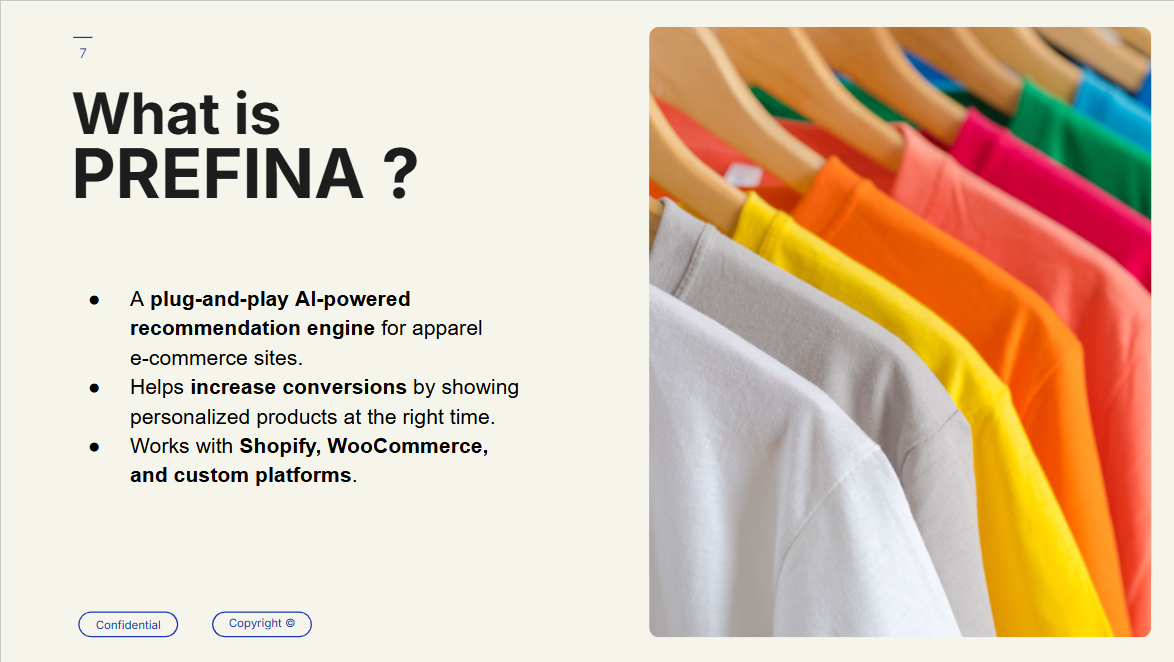 7
What is
PREFINA ?
● A plug-and-play AI-powered
recommendation engine for apparel
e-commerce sites.
● Helps increase conversions by showing
personalized products at the right time.
● Works with Shopify, WooCommerce,
and custom platforms.
Confidential
Copyright ©